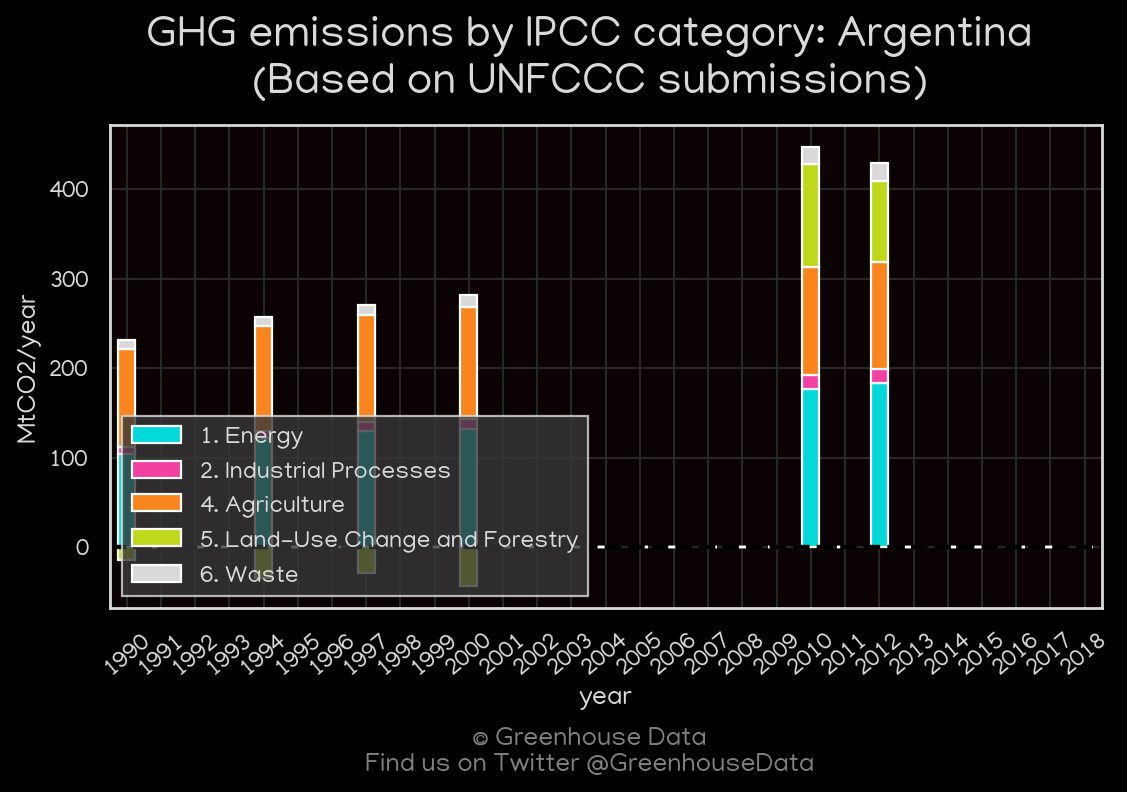 GHG emissions by IPCC category: Argentina
(Based on UNFCCC submissions)
MtCO2/year
400
300
200
100
0
1. Energy
2. Industrial Processes
4. Agriculture
5. Land-Use Change and Forestry
6. Waste
1990 1991 1992 1993 1994 1995 1996 1997 1998 1999 2000 2001 2002 2003 2004 2005 2006 2007 2008 2009 2010 2011 2012 2013 2014 2015 2016 2017 2018
year
© Greenhouse Data
Find us on Twitter @GreenhouseData